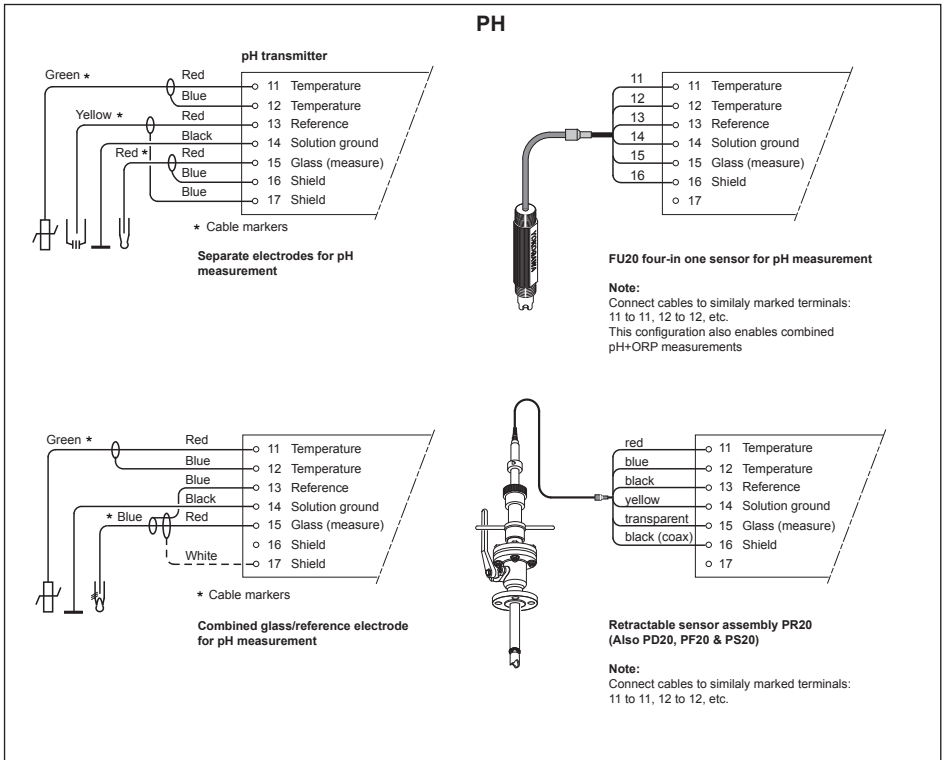 PH
pH transmitter
Green *
Red
11 Temperature
Blue
12 Temperature
Yellow *
Red
13 Reference
Black
14 Solution ground
Red *
Red
15 Glass (measure)
Blue
16 Shield
Blue
17 Shield
* Cable markers
Separate electrodes for pH
measurement
11
11 Temperature
12
12 Temperature
13
13 Reference
14
14 Solution ground
15
15 Glass (measure)
16
16 Shield
17
YOKOGAWA
FU20 four-in one sensor for pH measurement
Note:
Connect cables to similaly marked terminals:
11 to 11, 12 to 12, etc.
This configuration also enables combined
pH+ORP measurements
Green *
Red
11 Temperature
Blue
12 Temperature
Blue
13 Reference
Black
14 Solution ground
* Blue
Red
15 Glass (measure)
16 Shield
White
17 Shield
* Cable markers
Combined glass/reference electrode
for pH measurement
red
11 Temperature
blue
12 Temperature
black
13 Reference
yellow
14 Solution ground
transparent
15 Glass (measure)
black (coax)
16 Shield
17
Retractable sensor assembly PR20
(Also PD20, PF20 & PS20)
Note:
Connect cables to similaly marked terminals:
11 to 11, 12 to 12, etc.